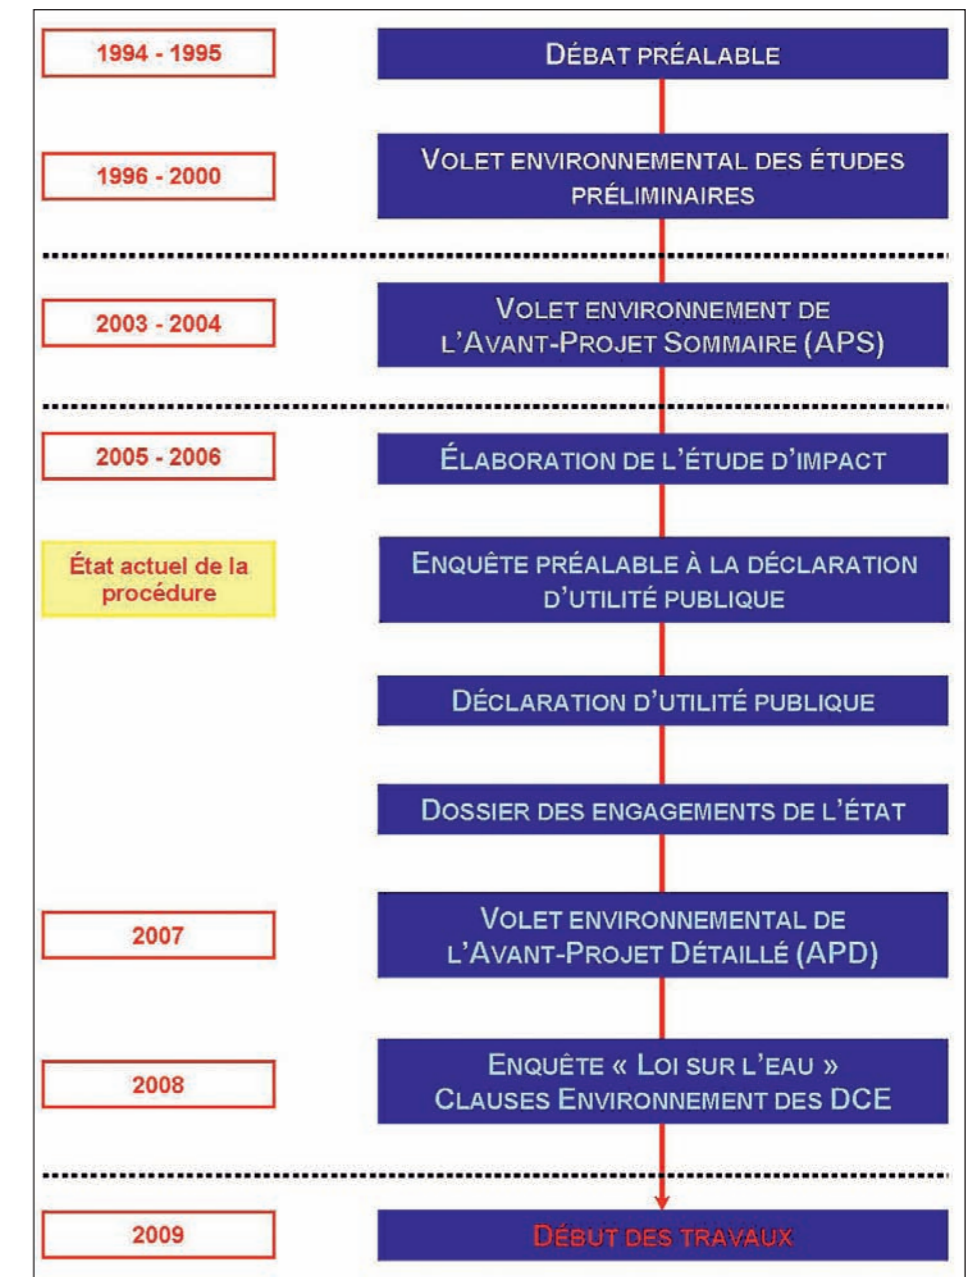 1994 - 1995
DÉBAT PRÉALABLE
1996 - 2000
VOLET ENVIRONNEMENTAL DES ÉTUDES
PRÉLIMINAIRES
2003 - 2004
VOLET ENVIRONNEMENT DE
L'AVANT-PROJET SOMMAIRE (APS)
2005 - 2006
ÉLABORATION DE L'ÉTUDE D'IMPACT
État actuel de la
procédure
ENQUÊTE PRÉALABLE À LA DÉCLARATION
D'UTILITÉ PUBLIQUE
DÉCLARATION D'UTILITÉ PUBLIQUE
DOSSIER DES ENGAGEMENTS DE L'ÉTAT
2007
VOLET ENVIRONNEMENTAL DE
L'AVANT-PROJET DÉTAILLÉ (APD)
2008
ENQUÊTE « LOI SUR L'EAU »
CLAUSES ENVIRONNEMENT DES DCE
2009
DÉBUT DES TRAVAUX